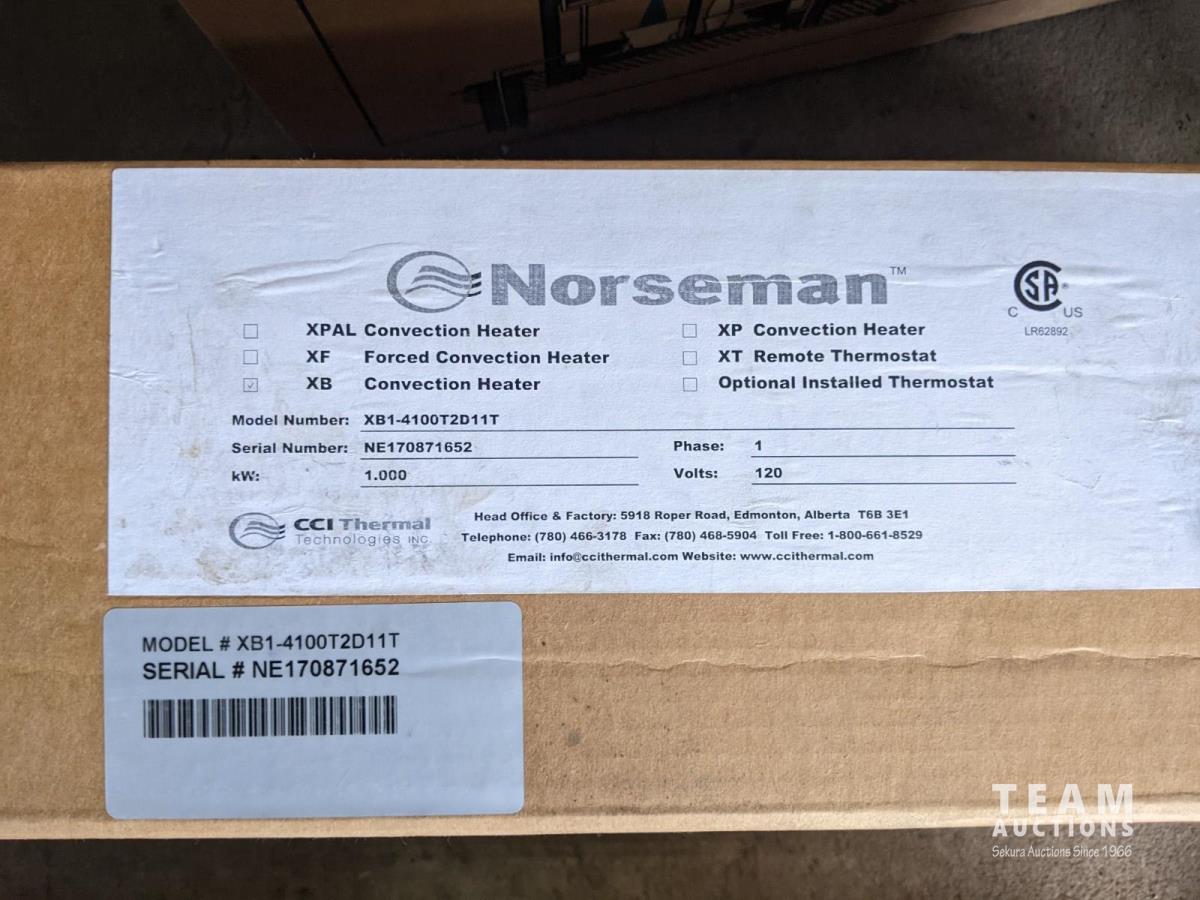 Norseman™
☐ XPAL Convection Heater
☐ XF Forced Convection Heater
☑ XB Convection Heater
☐ XP Convection Heater
☐ XT Remote Thermostat
☐ Optional Installed Thermostat
CSA®
C US
LR62892
Model Number: XB1-4100T2D11T
Serial Number: NE170871652
Phase: 1
kW: 1.000
Volts: 120
CCI Thermal
Technologies INC.
Head Office & Factory: 5918 Roper Road, Edmonton, Alberta T6B 3E1
Telephone: (780) 466-3178 Fax: (780) 468-5904 Toll Free: 1-800-661-8529
Email: info@ccithermal.com Website: www.ccithermal.com
MODEL # XB1-4100T2D11T
SERIAL # NE170871652
TEAM
AUCTIONS
Sekura Auctions Since 1966